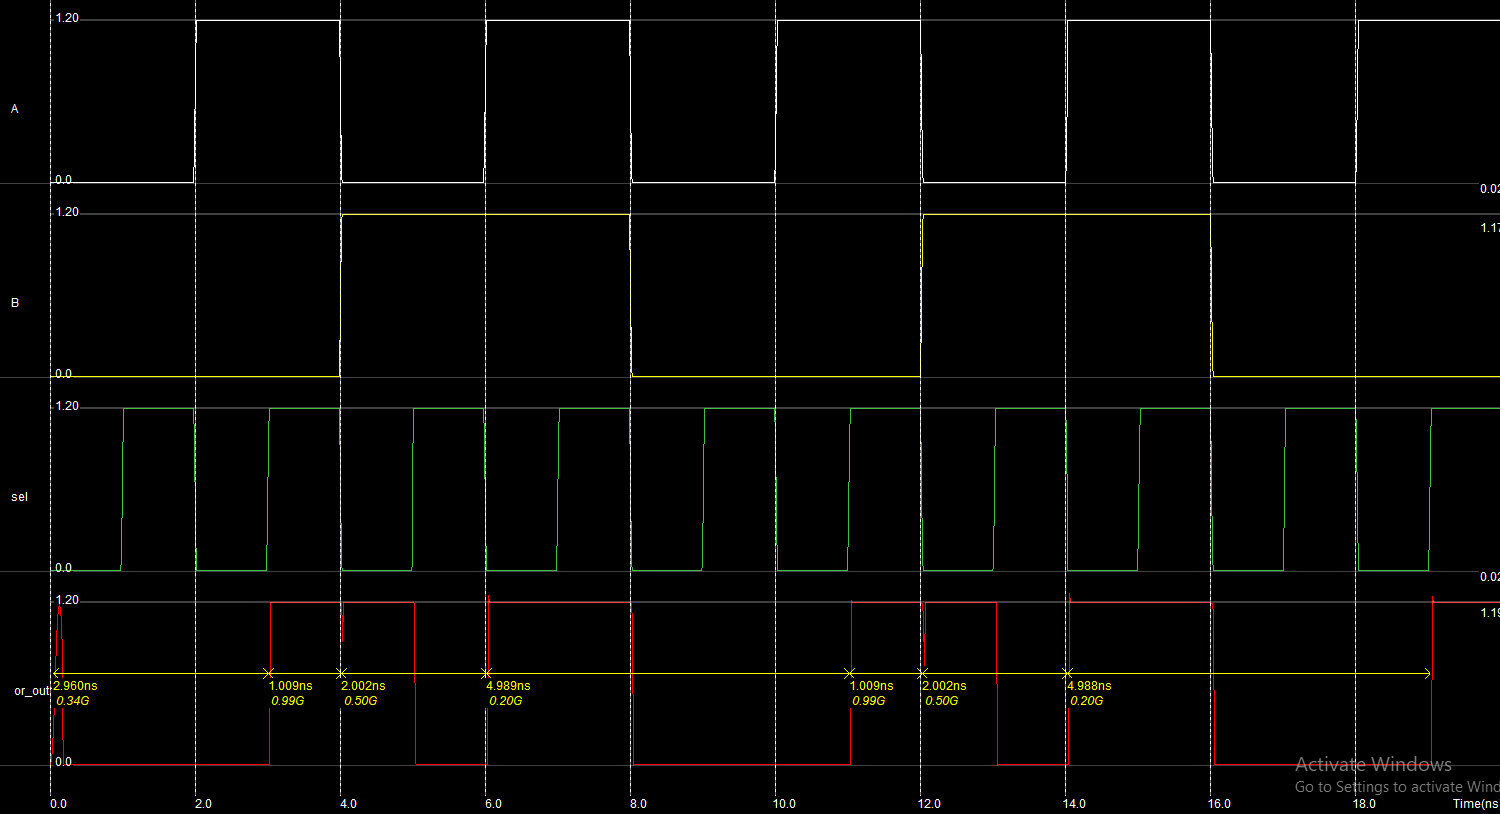 1.20
A
0.0
0.02
1.20
1.17
B
0.0
1.20
sel
0.0
0.02
1.20
1.19
or_out
2.960ns 1.009ns 2.002ns 4.989ns 1.009ns 2.002ns 4.988ns
0.34G 0.99G 0.50G 0.20G 0.99G 0.50G 0.20G
0.0
Activate Windows
Go to Settings to activate Wind
0.0 2.0 4.0 6.0 8.0 10.0 12.0 14.0 16.0 18.0 Time(ns